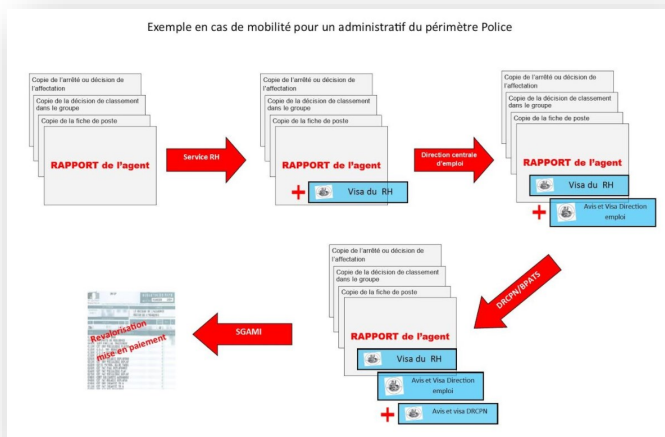 Exemple en cas de mobilité pour un administratif du périmètre Police
Copie de l'arrêté ou décision de
l'affectation
Copie de la décision de classement
dans le groupe
Copie de la fiche de poste
RAPPORT de l'agent
Service RH
Copie de l'arrêté ou décision de
l'affectation
Copie de la décision de classement
dans le groupe
Copie de la fiche de poste
RAPPORT de l'agent
+ Visa du RH
Direction centrale
d'emploi
Copie de l'arrêté ou décision de
l'affectation
Copie de la décision de classement
dans le groupe
Copie de la fiche de poste
RAPPORT de l'agent
Visa du RH
+ Avis et Visa Direction
emploi
DRCPN/BPATS
Copie de l'arrêté ou décision de
l'affectation
Copie de la décision de classement
dans le groupe
Copie de la fiche de poste
RAPPORT de l'agent
Visa du RH
Avis et Visa Direction
emploi
+ Avis et visa DRCPN
SGAMI
Revalorisation
mise en paiement